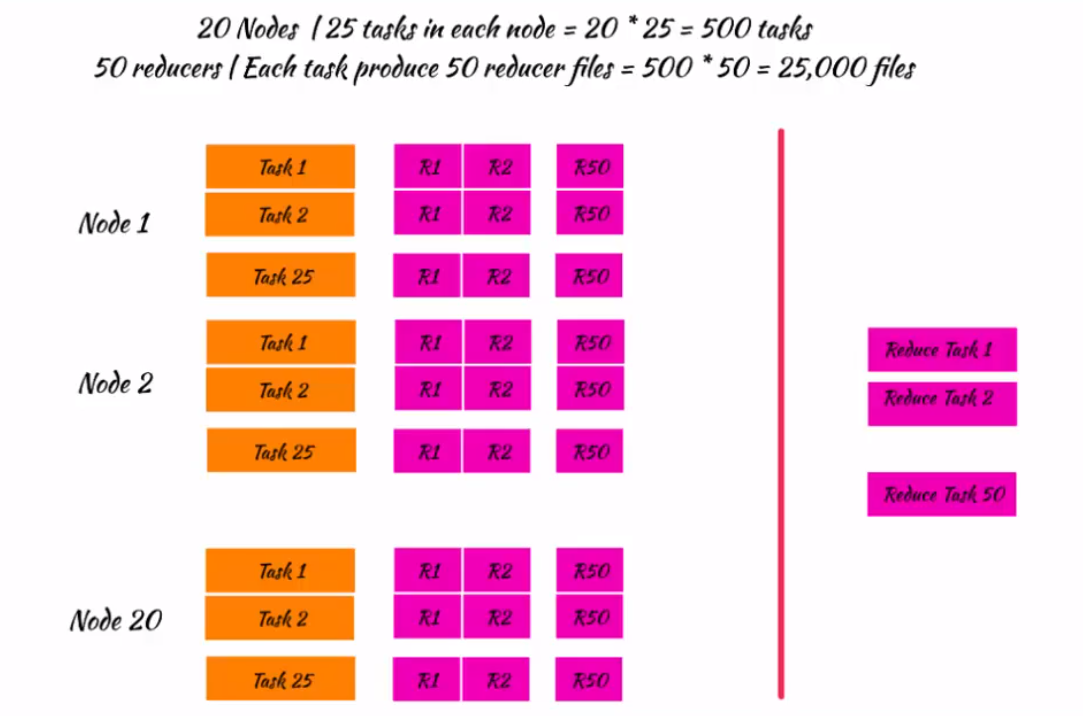 20 Nodes | 25 tasks in each node = 20 * 25 = 500 tasks
50 reducers | Each task produce 50 reducer files = 500 * 50 = 25,000 files
Node 1
Task 1 R1 R2 R50
Task 2 R1 R2 R50
Task 25 R1 R2 R50
Node 2
Task 1 R1 R2 R50
Task 2 R1 R2 R50
Task 25 R1 R2 R50
Node 20
Task 1 R1 R2 R50
Task 2 R1 R2 R50
Task 25 R1 R2 R50
Reduce Task 1
Reduce Task 2
Reduce Task 50